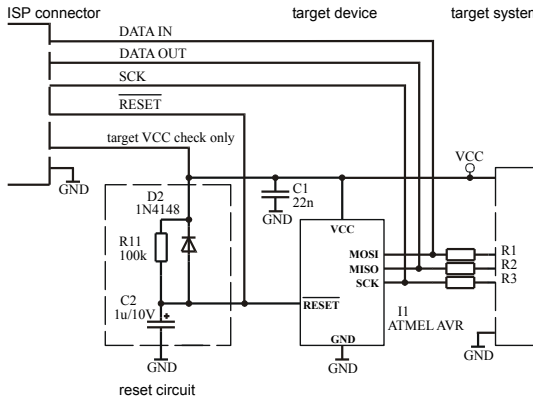 ISP connector
target device
target system
DATA IN
DATA OUT
SCK
RESET
target VCC check only
GND
VCC
D2
1N4148
C1
22n
GND
R11
100k
VCC
MOSI
MISO
SCK
R1
R2
R3
C2
1u/10V
+
RESET
I1
ATMEL AVR
GND
GND
GND
GND
reset circuit